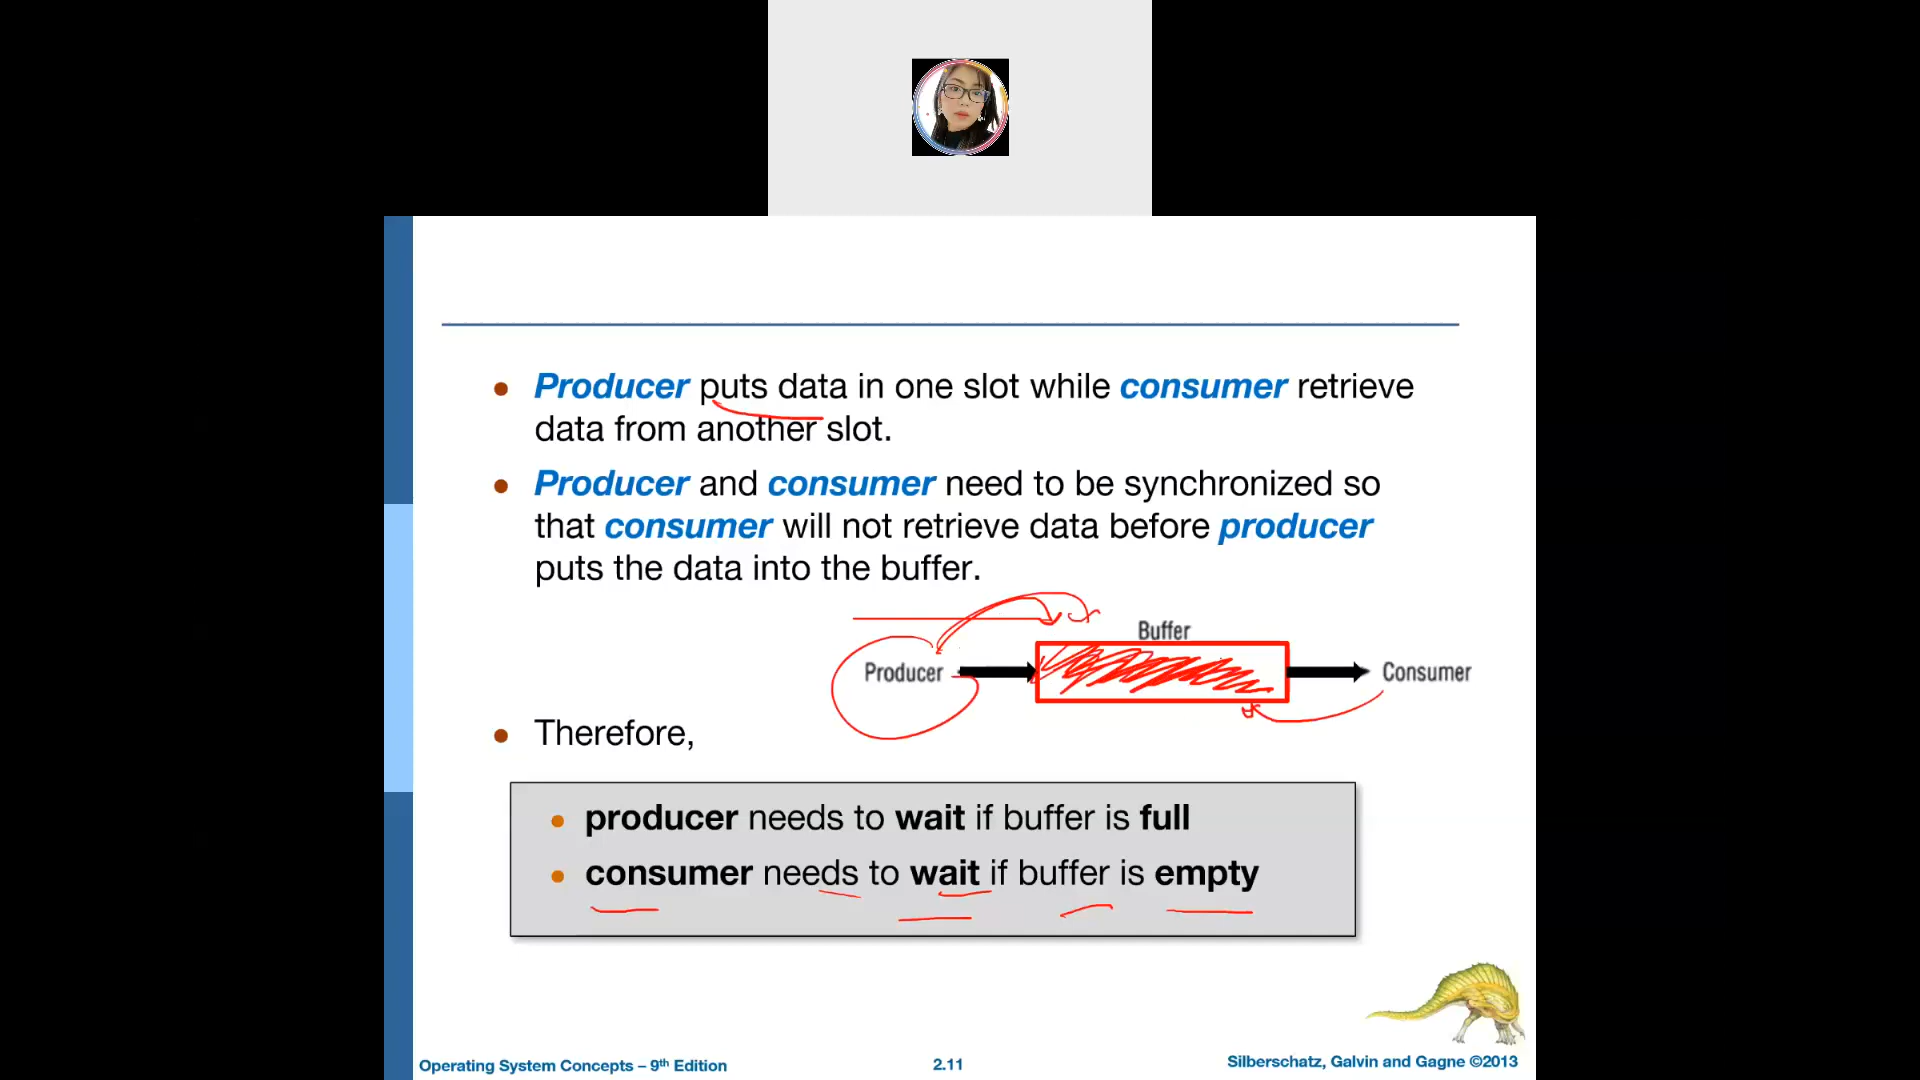 Producer puts data in one slot while consumer retrieve
data from another slot.
Producer and consumer need to be synchronized so
that consumer will not retrieve data before producer
puts the data into the buffer.
Buffer
Producer
Consumer
Therefore,
producer needs to wait if buffer is full
consumer needs to wait if buffer is empty
Operating System Concepts – 9th Edition
2.11
Silberschatz, Galvin and Gagne ©2013